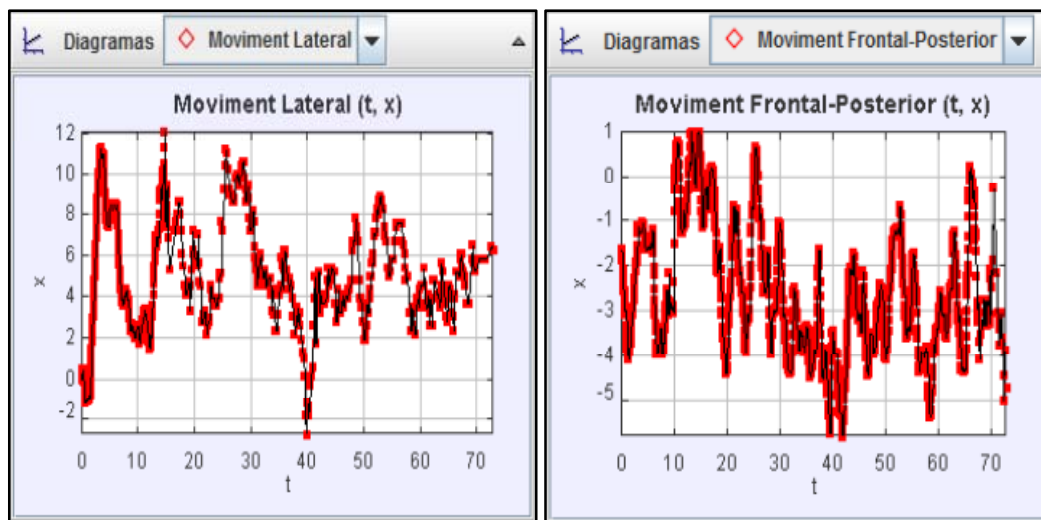 Diagramas Moviment Lateral
Moviment Lateral (t, x)
12
10
8
6
4
2
0
-2
x
0 10 20 30 40 50 60 70
t
Diagramas Moviment Frontal-Posterior
Moviment Frontal-Posterior (t, x)
1
0
-1
-2
-3
-4
-5
x
0 10 20 30 40 50 60 70
t